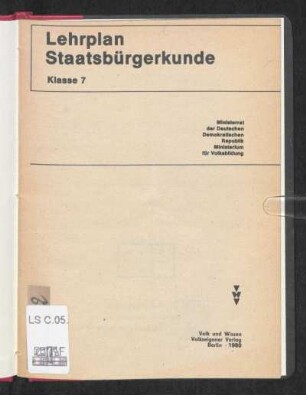 Lehrplan
Staatsbürgerkunde
Klasse 7
Ministerrat
der Deutschen
Demokratischen
Republik
Ministerium
für Volksbildung
Volk und Wissen
Volkseigener Verlag
Berlin
LS C.05.